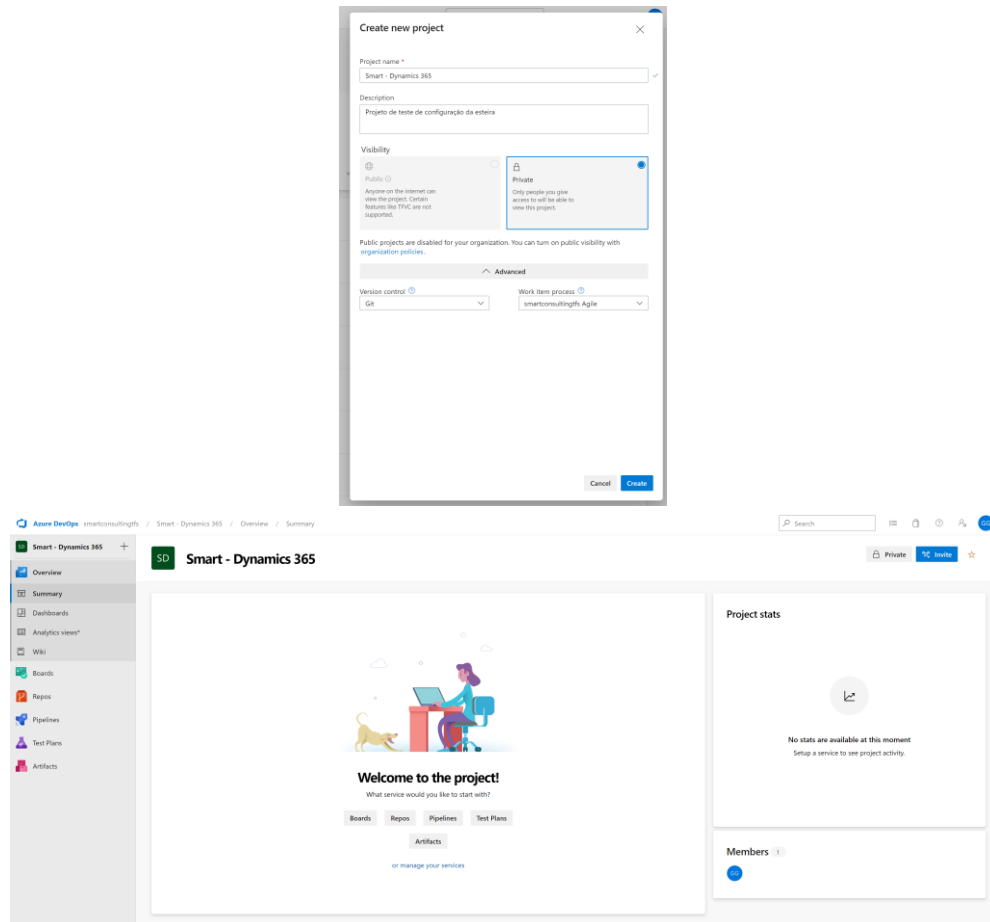 Create new project
Project name *
Smart - Dynamics 365
Description
Projeto de teste de configuração da esteira
Visibility
Public
Anyone on the internet can
view the project. Certain
features like TFVC are not
supported.
Private
Only people you give
access to will be able to
view this project.
Public projects are disabled for your organization. You can turn on public visibility with
organization policies.
Advanced
Version control
Work item process
Git
smartconsultingtfs Agile
Cancel
Create
Azure DevOps smartconsultingtfs / Smart - Dynamics 365 / Overview / Summary
Search
GG
SD Smart - Dynamics 365
SD Smart - Dynamics 365
Private
Invite
Overview
Summary
Dashboards
Analytics views*
Wiki
Boards
Repos
Pipelines
Test Plans
Artifacts
Welcome to the project!
What service would you like to start with?
Boards Repos Pipelines Test Plans
Artifacts
or manage your services
Project stats
No stats are available at this moment
Setup a service to see project activity.
Members 1
GG